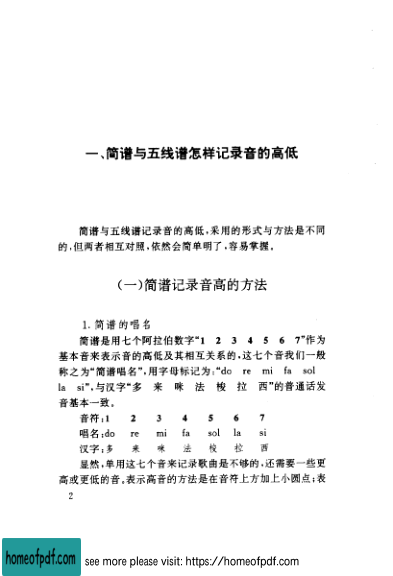 一、简谱与五线谱怎样记录音的高低
简谱与五线谱记录音的高低,采用的形式与方法是不同
的,但两者相互对照,依然会简单明了,容易掌握。
(一)简谱记录音高的方法
1. 简谱的唱名
简谱是用七个阿拉伯数字“1 2 3 4 5 6 7”作为
基本音来表示音的高低及其相互关系的,这七个音我们一般
称之为“简谱唱名”,用字母标记为:“do re mi fa sol
la si”,与汉字“多 来 咪 法 梭 拉 西”的普通话发
音基本一致。
音符:1 2 3 4 5 6 7
唱名:do re mi fa sol la si
汉字:多 来 咪 法 梭 拉 西
显然,单用这七个音来记录歌曲是不够的,还需要一些更
高或更低的音。表示高音的方法是在音符上方加上小圆点;表
2
homeofpdf.com
see more please visit: https://homeofpdf.com